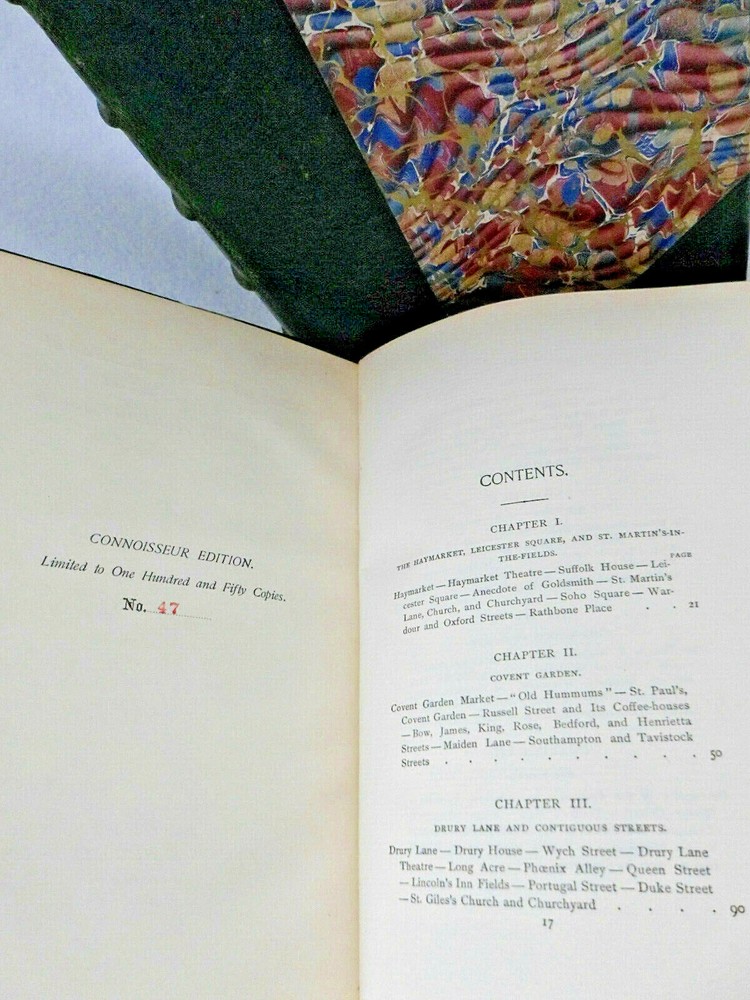 CONNOISSEUR EDITION.
Limited to One Hundred and Fifty Copies.
No. 47
CONTENTS.
CHAPTER I.
THE HAYMARKET, LEICESTER SQUARE, AND ST. MARTIN'S-IN-
THE-FIELDS.
PAGE
Haymarket — Haymarket Theatre — Suffolk House — Lei-
cester Square — Anecdote of Goldsmith — St. Martin's
Lane, Church, and Churchyard — Soho Square — War-
dour and Oxford Streets — Rathbone Place . . 21
CHAPTER II.
COVENT GARDEN.
Covent Garden Market — "Old Hummums" — St. Paul's,
Covent Garden — Russell Street and Its Coffee-houses
— Bow, James, King, Rose, Bedford, and Henrietta
Streets — Maiden Lane — Southampton and Tavistock
Streets . . . . . . . . . . 50
CHAPTER III.
DRURY LANE AND CONTIGUOUS STREETS.
Drury Lane — Drury House — Wych Street — Drury Lane
Theatre — Long Acre — Phœnix Alley — Queen Street
— Lincoln's Inn Fields — Portugal Street — Duke Street
— St. Giles's Church and Churchyard . . . . 90
17